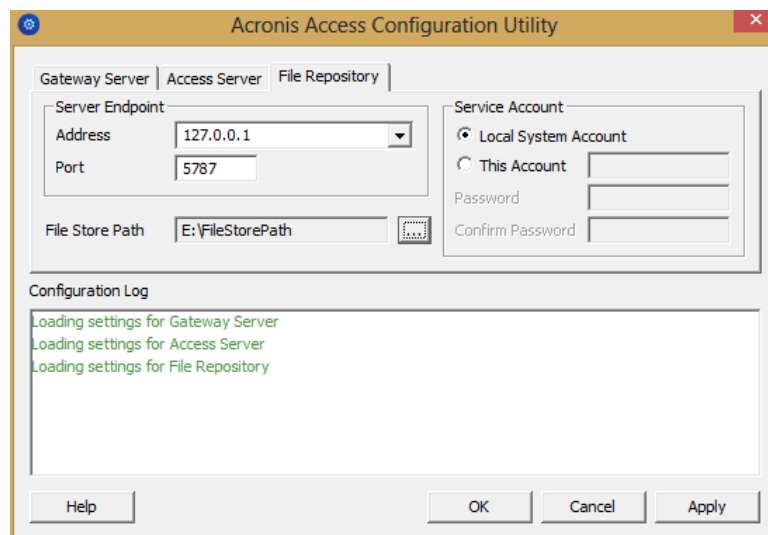 Acronis Access Configuration Utility
Gateway Server
Access Server
File Repository
Server Endpoint
Address
127.0.0.1
Port
5787
File Store Path
E:\FileStorePath
...
Service Account
Local System Account
This Account
Password
Confirm Password
Configuration Log
Loading settings for Gateway Server
Loading settings for Access Server
Loading settings for File Repository
Help
OK
Cancel
Apply